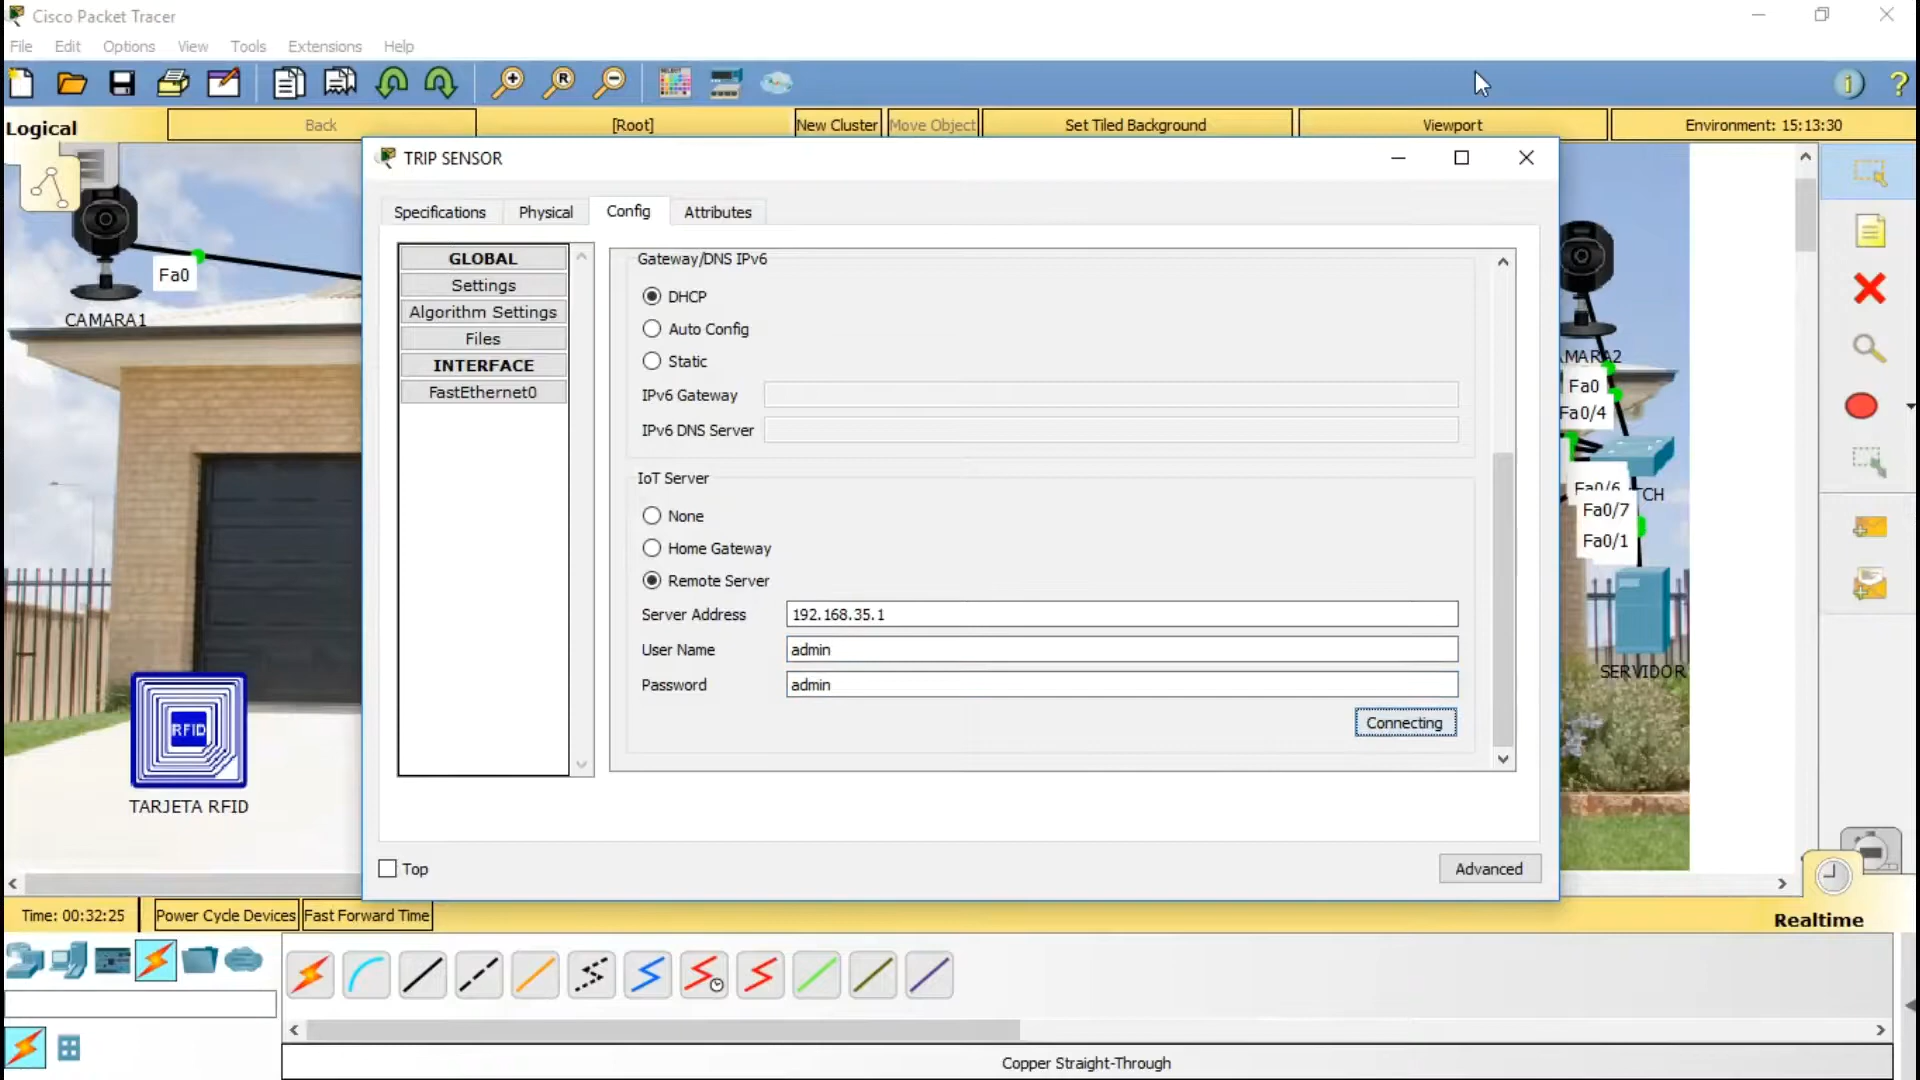 Cisco Packet Tracer
File Edit Options View Tools Extensions Help
Logical
Back
[Root]
New Cluster
Move Object
Set Tiled Background
Viewport
Environment: 15:13:30
TRIP SENSOR
Specifications
Physical
Config
Attributes
GLOBAL
Settings
Algorithm Settings
Files
INTERFACE
FastEthernet0
Gateway/DNS IPv6
DHCP
Auto Config
Static
IPv6 Gateway
IPv6 DNS Server
IoT Server
None
Home Gateway
Remote Server
Server Address 192.168.35.1
User Name admin
Password admin
Connecting
Top
Advanced
Fa0
CAMARA1
RFID
TARJETA RFID
MARA2
Fa0
Fa0/4
Fa0/6
TCH
Fa0/7
Fa0/1
SERVIDOR
Time: 00:32:25
Power Cycle Devices
Fast Forward Time
Realtime
Copper Straight-Through